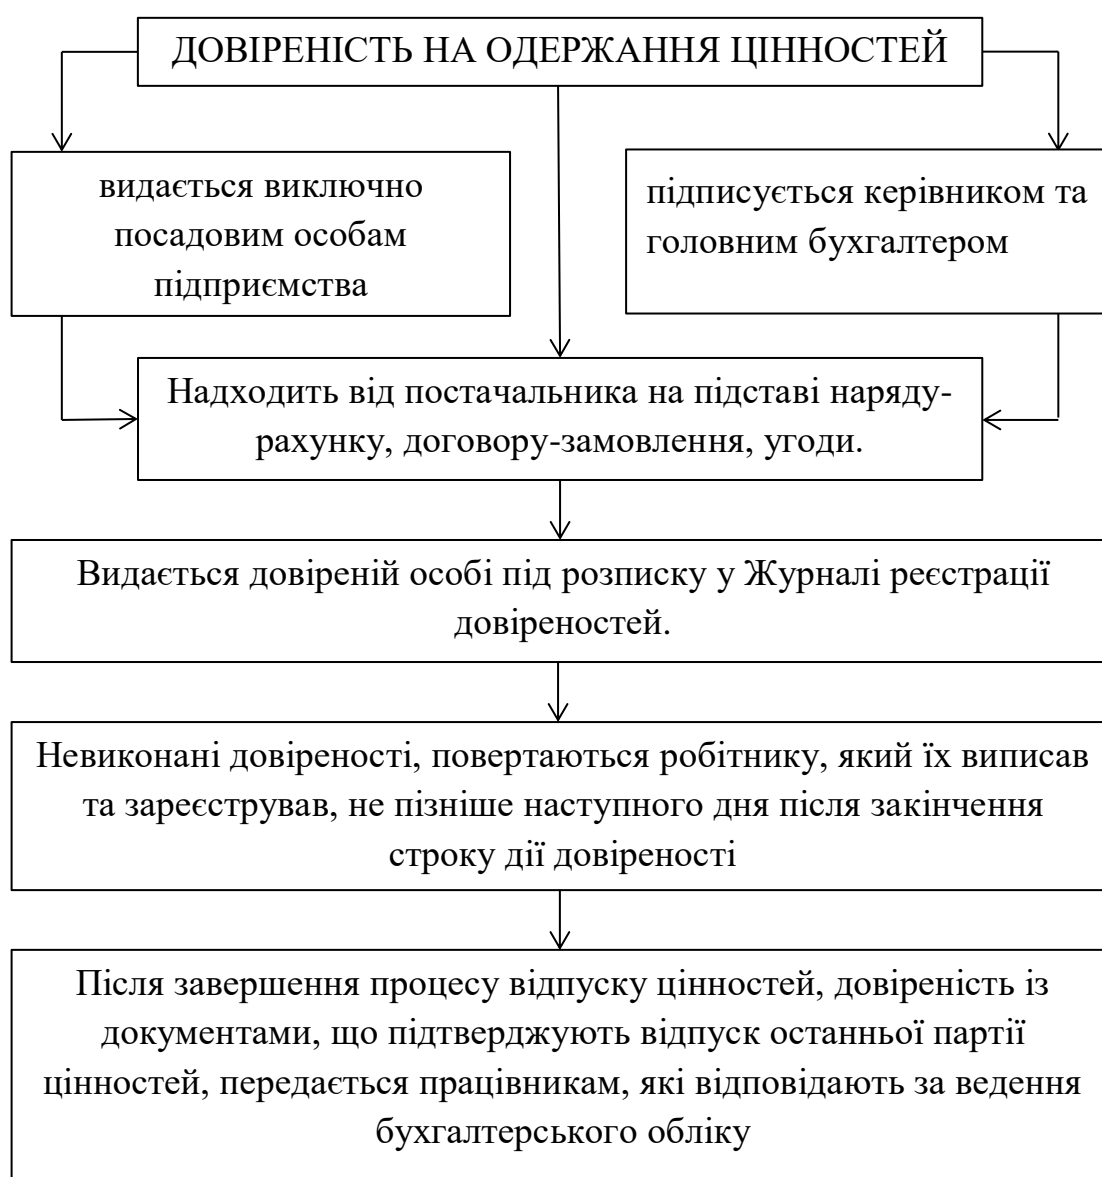 ДОВІРЕНІСТЬ НА ОДЕРЖАННЯ ЦІННОСТЕЙ
видається виключно
посадовим особам
підприємства
підписується керівником та
головним бухгалтером
Надходить від постачальника на підставі наряду-
рахунку, договору-замовлення, угоди.
Видається довіреній особі під розписку у Журналі реєстрації
довіреностей.
Невиконані довіреності, повертаються робітнику, який їх виписав
та зареєстрував, не пізніше наступного дня після закінчення
строку дії довіреності
Після завершення процесу відпуску цінностей, довіреність із
документами, що підтверджують відпуск останньої партії
цінностей, передається працівникам, які відповідають за ведення
бухгалтерського обліку